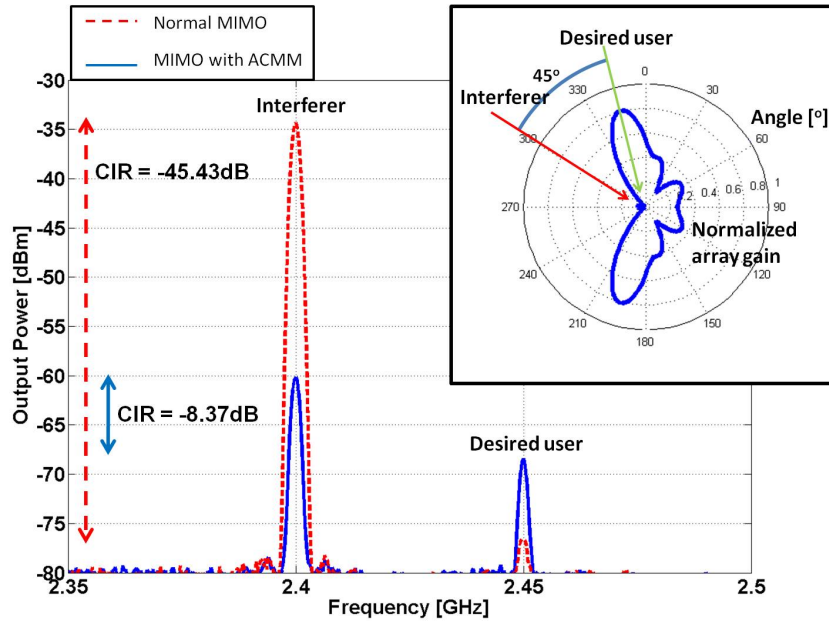 Normal MIMO
MIMO with ACMM
Output Power [dBm]
-30
-35
-40
-45
-50
-55
-60
-65
-70
-75
-80
2.35
2.4
2.45
2.5
Frequency [GHz]
Interferer
CIR = -45.43dB
CIR = -8.37dB
Desired user
Desired user
45º
Interferer
Angle [º]
0
30
60
90
120
150
180
210
240
270
300
330
.2
0.4
0.6
0.8
1
Normalized
array gain